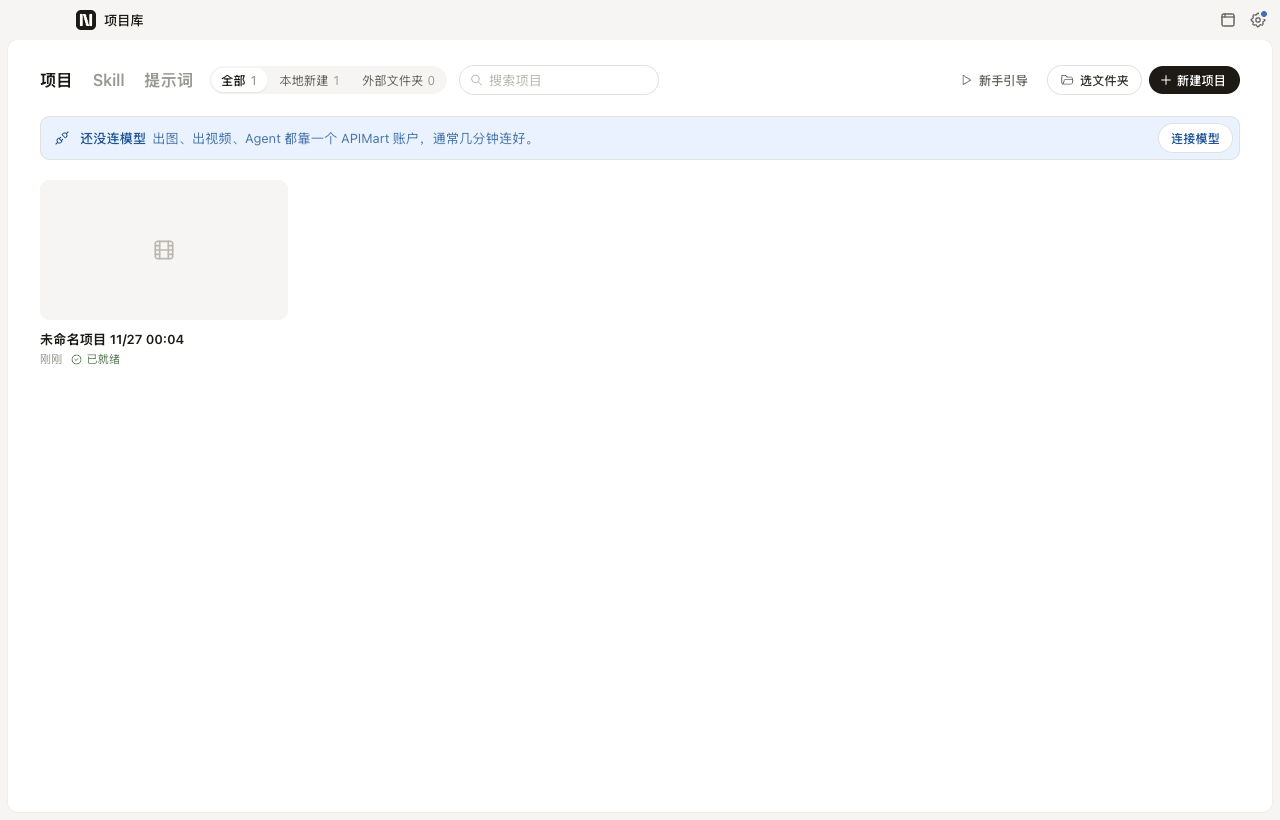 N 项目库
项目 Skill 提示词 全部 1 本地新建 1 外部文件夹 0 搜索项目 新手引导 选文件夹 新建项目
还没连模型 出图、出视频、Agent 都靠一个 APIMart 账户，通常几分钟连好。 连接模型
未命名项目 11/27 00:04
刚刚 已就绪